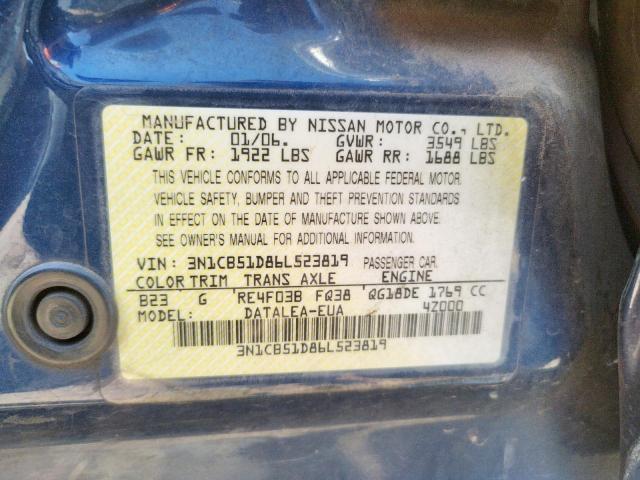 MANUFACTURED BY NISSAN MOTOR CO., LTD.
DATE: 01/06. GVWR: 3549 LBS
GAWR FR: 1922 LBS GAWR RR: 1688 LBS
THIS VEHICLE CONFORMS TO ALL APPLICABLE FEDERAL MOTOR
VEHICLE SAFETY, BUMPER AND THEFT PREVENTION STANDARDS
IN EFFECT ON THE DATE OF MANUFACTURE SHOWN ABOVE.
SEE OWNER'S MANUAL FOR ADDITIONAL INFORMATION.
VIN: 3N1CB51D86L523819 PASSENGER CAR.
COLOR TRIM TRANS AXLE ENGINE
B23 G RE4F03B FQ38 QG18DE 1769 CC
MODEL: DATALEA-EUA 4Z000
3N1CB51D86L523819